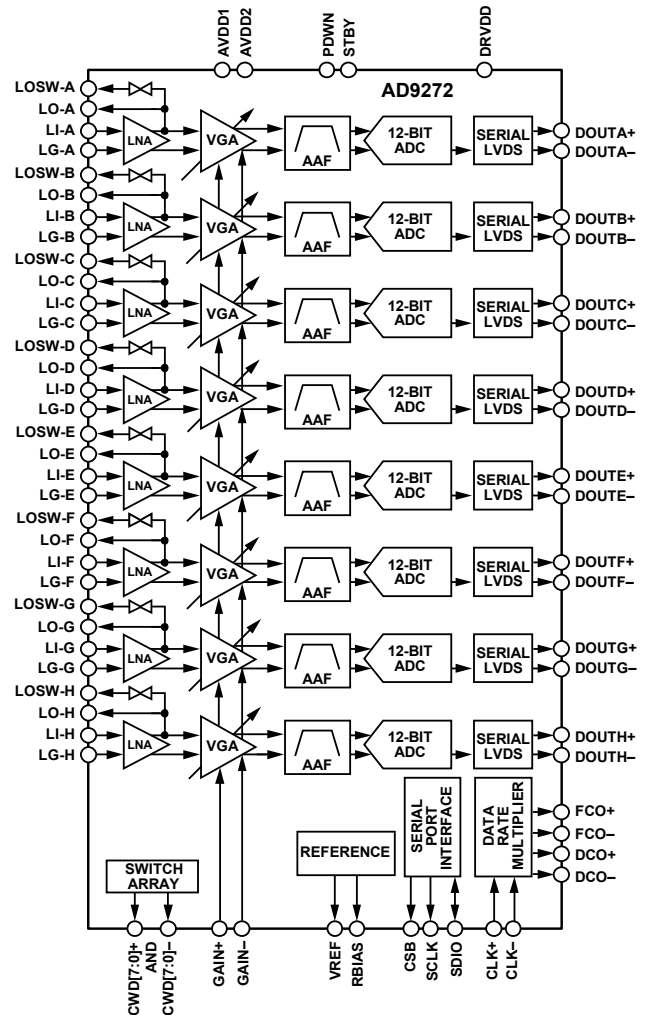 AVDD1
AVDD2
PDWN
STBY
DRVDD
AD9272
LOSW-A
LO-A
LI-A
LG-A
LNA
VGA
AAF
12-BIT
ADC
SERIAL
LVDS
DOUTA+
DOUTA–
LOSW-B
LO-B
LI-B
LG-B
LNA
VGA
AAF
12-BIT
ADC
SERIAL
LVDS
DOUTB+
DOUTB–
LOSW-C
LO-C
LI-C
LG-C
LNA
VGA
AAF
12-BIT
ADC
SERIAL
LVDS
DOUTC+
DOUTC–
LOSW-D
LO-D
LI-D
LG-D
LNA
VGA
AAF
12-BIT
ADC
SERIAL
LVDS
DOUTD+
DOUTD–
LOSW-E
LO-E
LI-E
LG-E
LNA
VGA
AAF
12-BIT
ADC
SERIAL
LVDS
DOUTE+
DOUTE–
LOSW-F
LO-F
LI-F
LG-F
LNA
VGA
AAF
12-BIT
ADC
SERIAL
LVDS
DOUTF+
DOUTF–
LOSW-G
LO-G
LI-G
LG-G
LNA
VGA
AAF
12-BIT
ADC
SERIAL
LVDS
DOUTG+
DOUTG–
LOSW-H
LO-H
LI-H
LG-H
LNA
VGA
AAF
12-BIT
ADC
SERIAL
LVDS
DOUTH+
DOUTH–
SWITCH
ARRAY
REFERENCE
SERIAL
PORT
INTERFACE
DATA
RATE
MULTIPLIER
FCO+
FCO–
DCO+
DCO–
CWD[7:0]+
AND
CWD[7:0]–
GAIN+
GAIN–
VREF
RBIAS
CSB
SCLK
SDIO
CLK+
CLK–